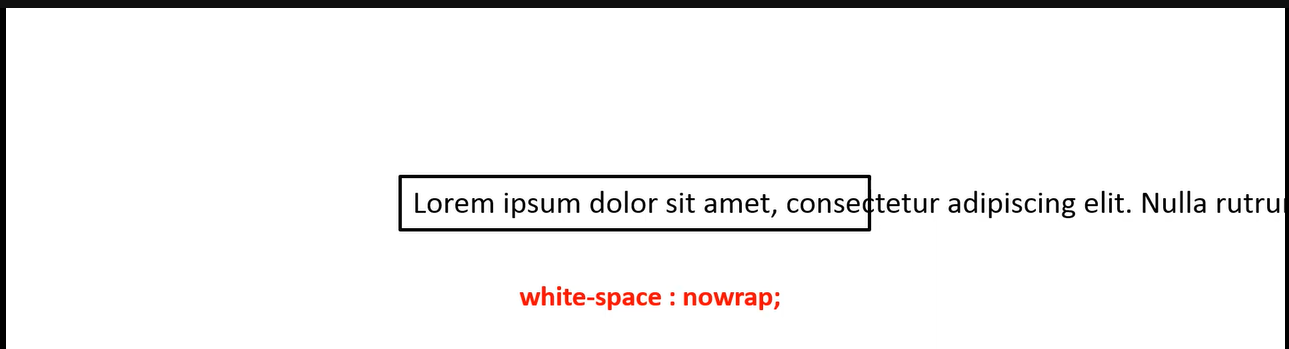 Lorem ipsum dolor sit amet, consectetur adipiscing elit. Nulla
white-space : nowrap;